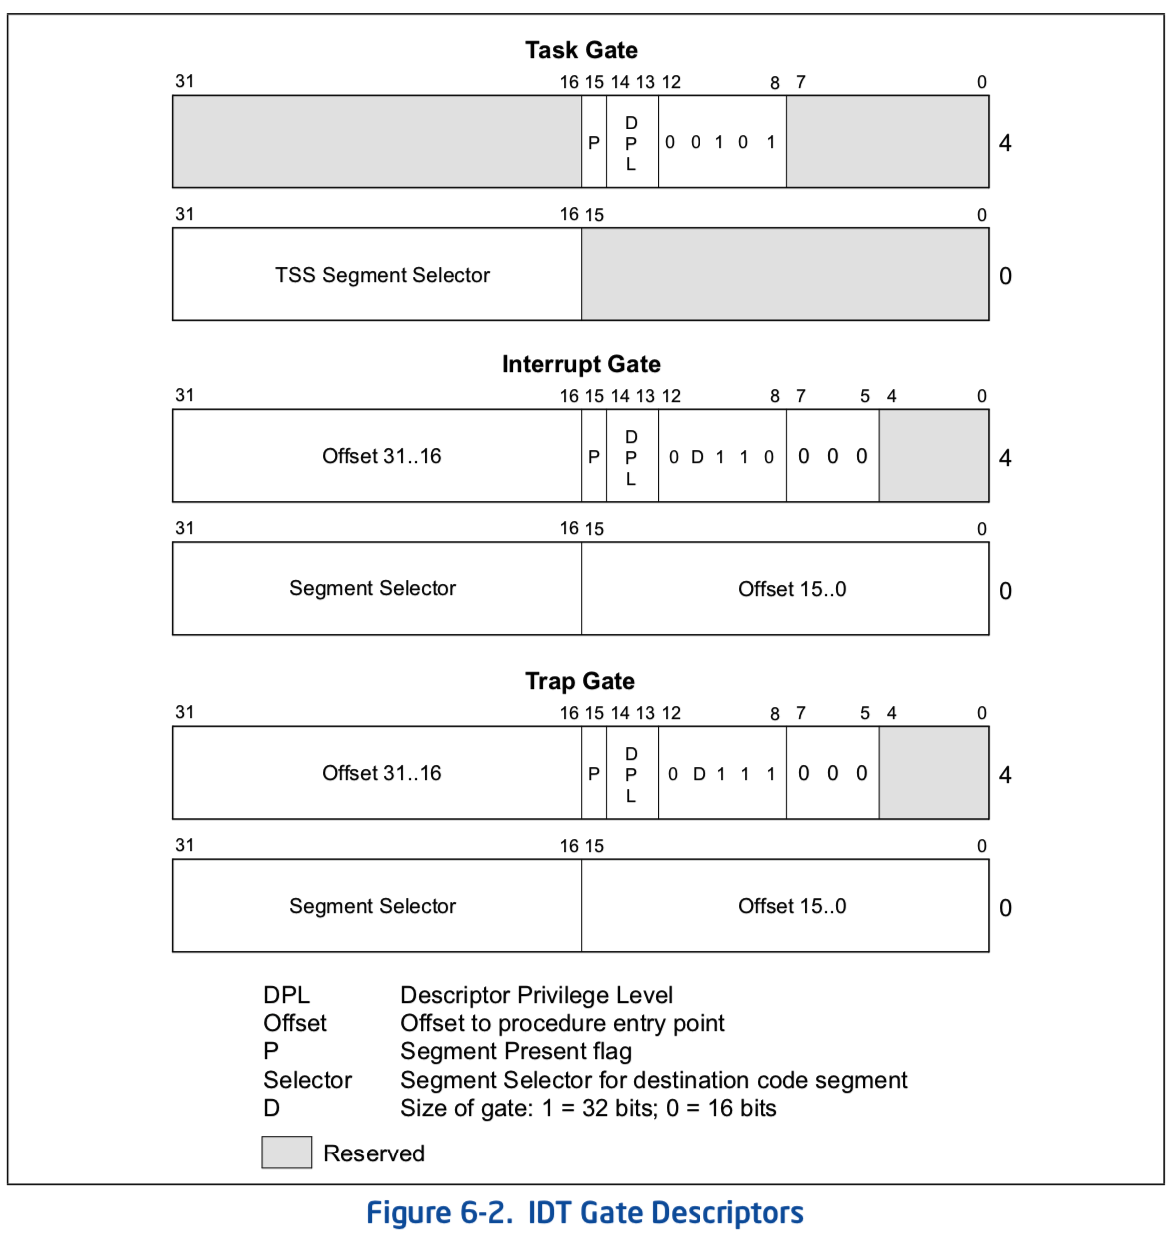 Task Gate
31 16 15 14 13 12 8 7 0
P D P L 0 0 1 0 1 4
31 16 15 0
TSS Segment Selector 0
Interrupt Gate
31 16 15 14 13 12 8 7 5 4 0
Offset 31..16 P D P L 0 D 1 1 0 0 0 0 4
31 16 15 0
Segment Selector Offset 15..0 0
Trap Gate
31 16 15 14 13 12 8 7 5 4 0
Offset 31..16 P D P L 0 D 1 1 1 0 0 0 4
31 16 15 0
Segment Selector Offset 15..0 0
DPL Descriptor Privilege Level
Offset Offset to procedure entry point
P Segment Present flag
Selector Segment Selector for destination code segment
D Size of gate: 1 = 32 bits; 0 = 16 bits
Reserved
Figure 6-2. IDT Gate Descriptors